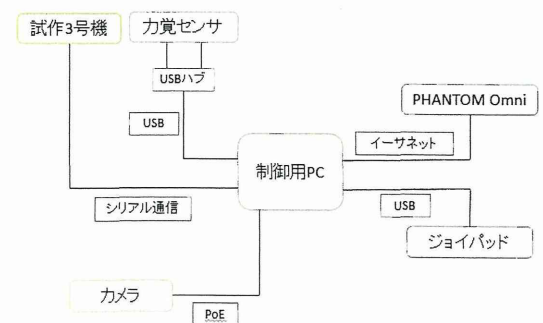 試作3号機
力覚センサ
USBハブ
USB
PHANTOM Omni
イーサネット
制御用PC
シリアル通信
USB
ジョイパッド
カメラ
PoE